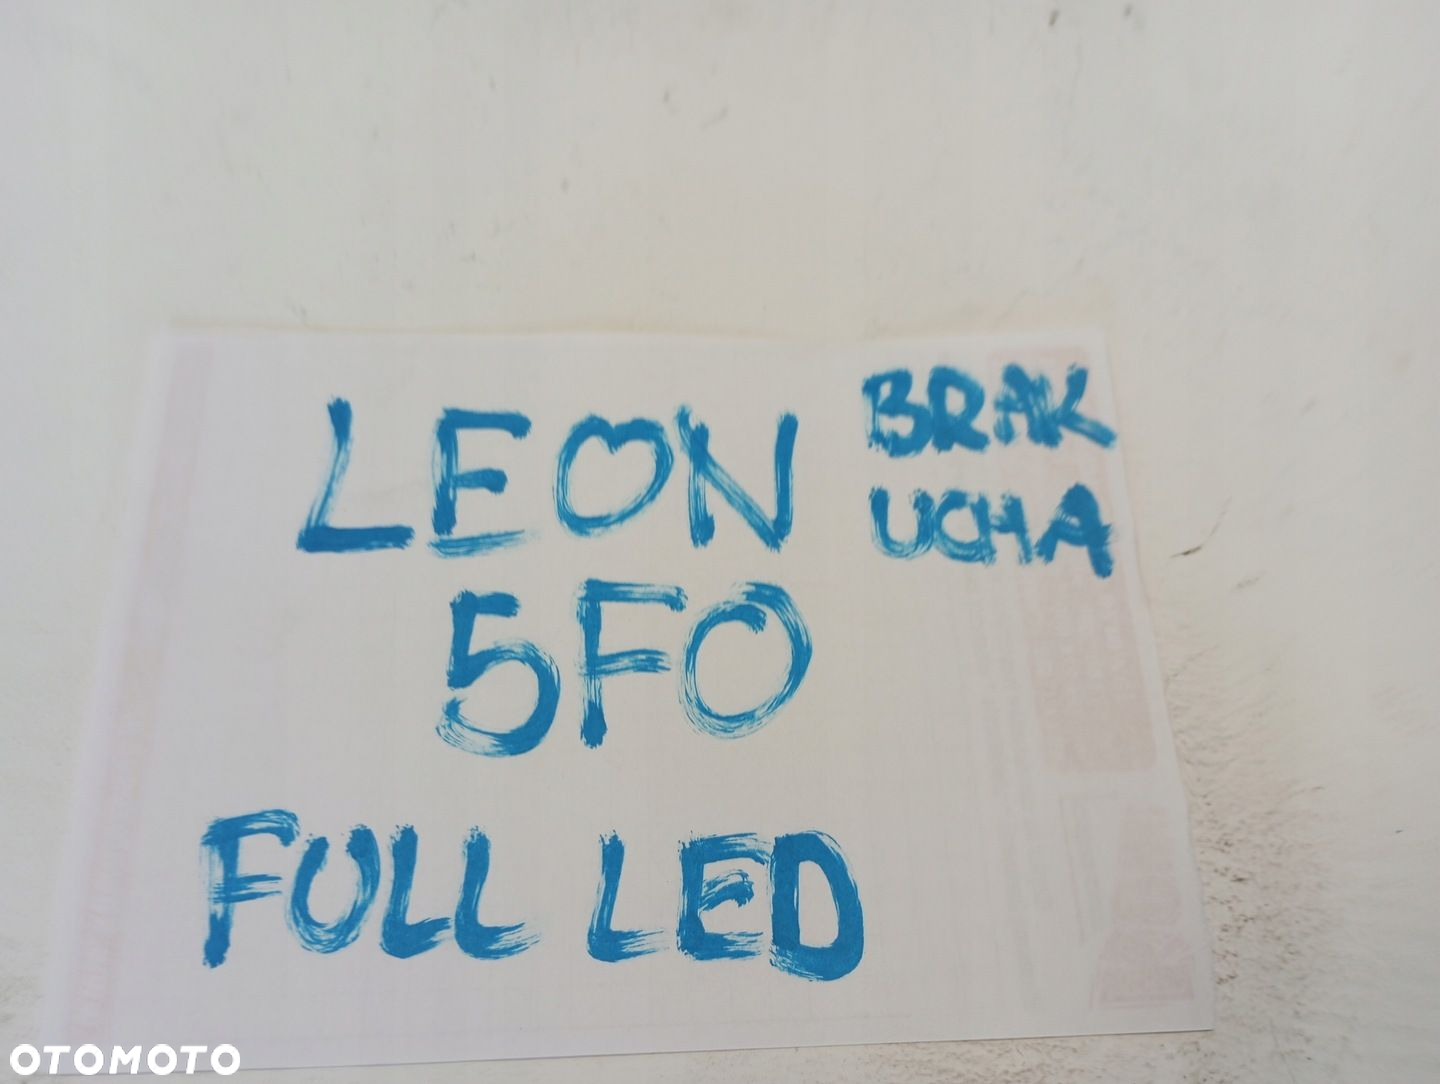 LEON
BRAK
UCHA
5FO
FULL LED
OTOMOTO